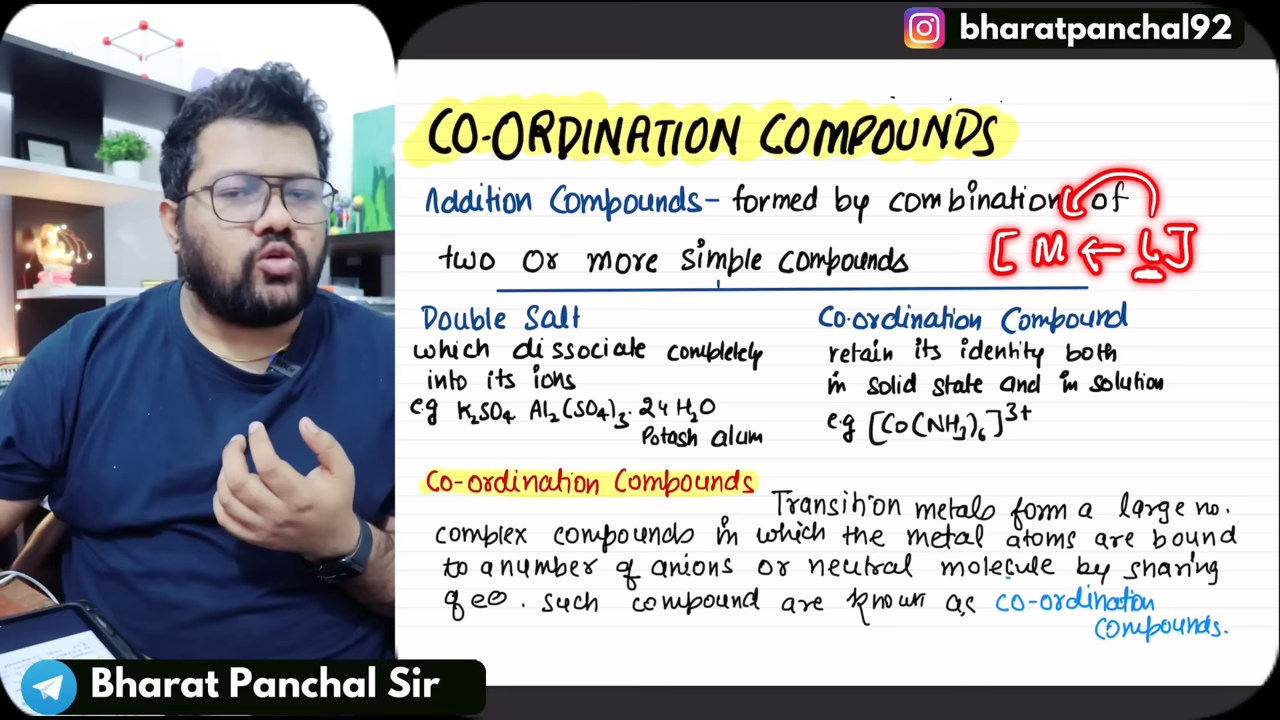 bharatpanchal92
CO-ORDINATION COMPOUNDS
Addition Compounds- formed by combination of
two or more simple compounds
[M←L]
Double Salt
which dissociate completely
into its ions
e.g K₂SO₄ Al₂(SO₄)₃. 24H₂O
Potash alum
Co-ordination Compound
retain its identity both
in solid state and in solution
e.g [Co(NH₃)₆]³⁺
Co-ordination Compounds
Transition metals form a large no.
complex compounds in which the metal atoms are bound
to a number of anions or neutral molecule by sharing
of e⊖. such compound are known as co-ordination
compounds.
Bharat Panchal Sir